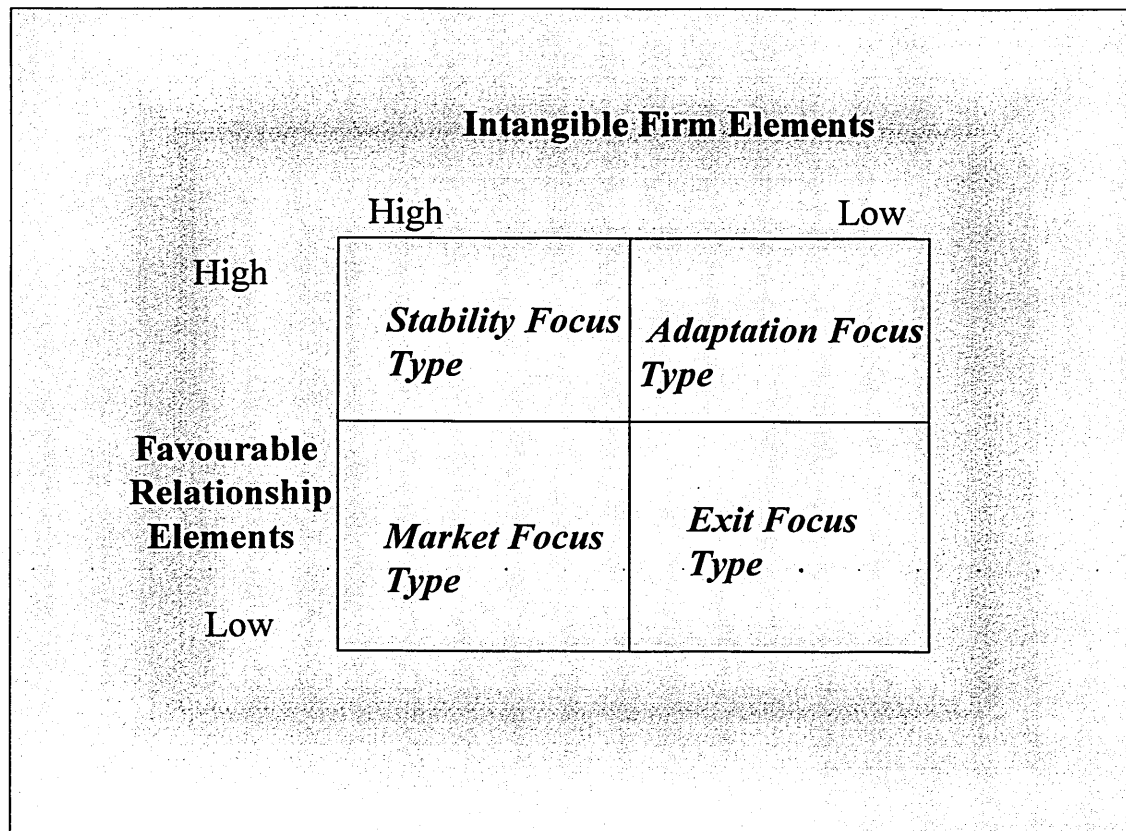 Intangible Firm Elements
High Low
High
Stability Focus Type
Adaptation Focus Type
Favourable
Relationship
Elements
Market Focus Type
Exit Focus Type
Low